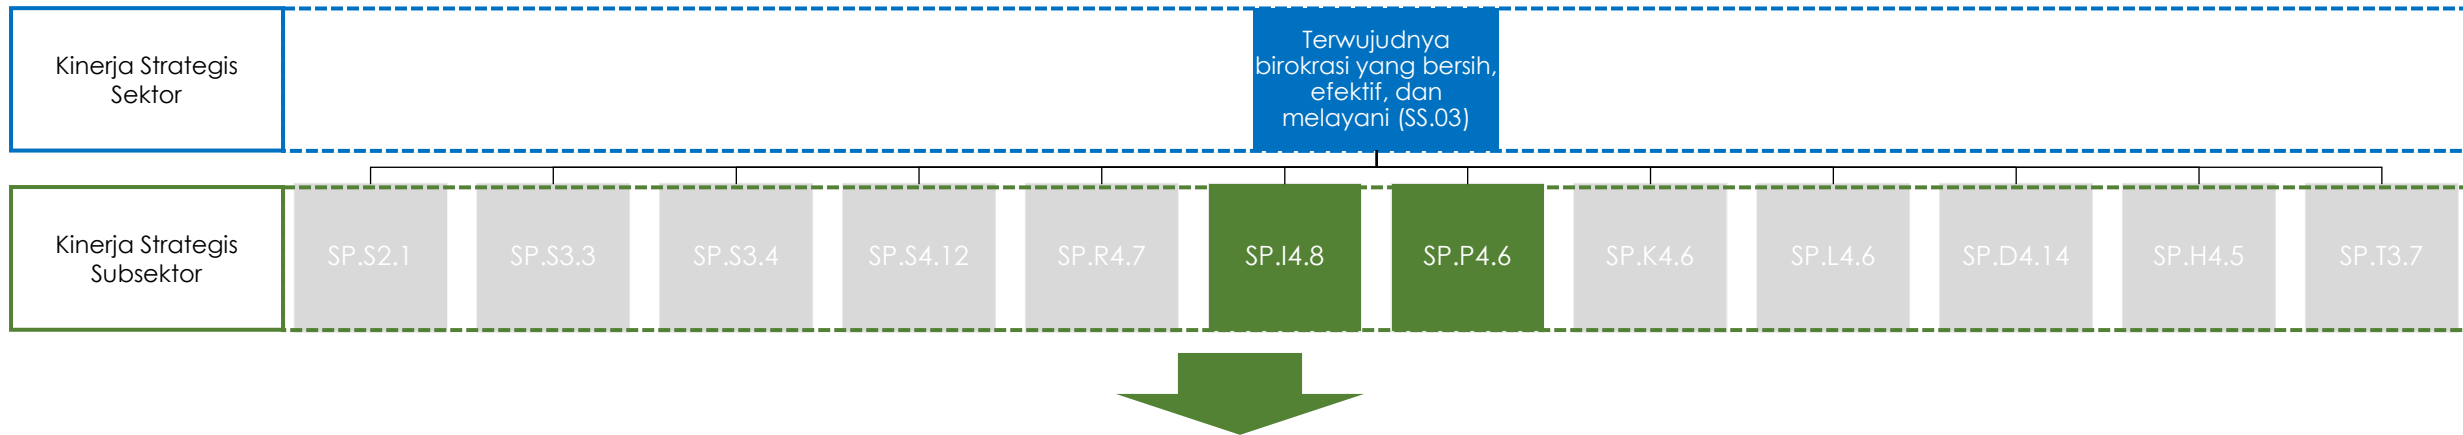 Kinerja Strategis
Sektor
Terwujudnya
birokrasi yang bersih,
efektif, dan
melayani (SS.03)
Kinerja Strategis
Subsektor
SP.S2.1
SP.S3.3
SP.S3.4
SP.S4.12
SP.R4.7
SP.I4.8
SP.P4.6
SP.K4.6
SP.L4.6
SP.D4.14
SP.H4.5
SP.T3.7